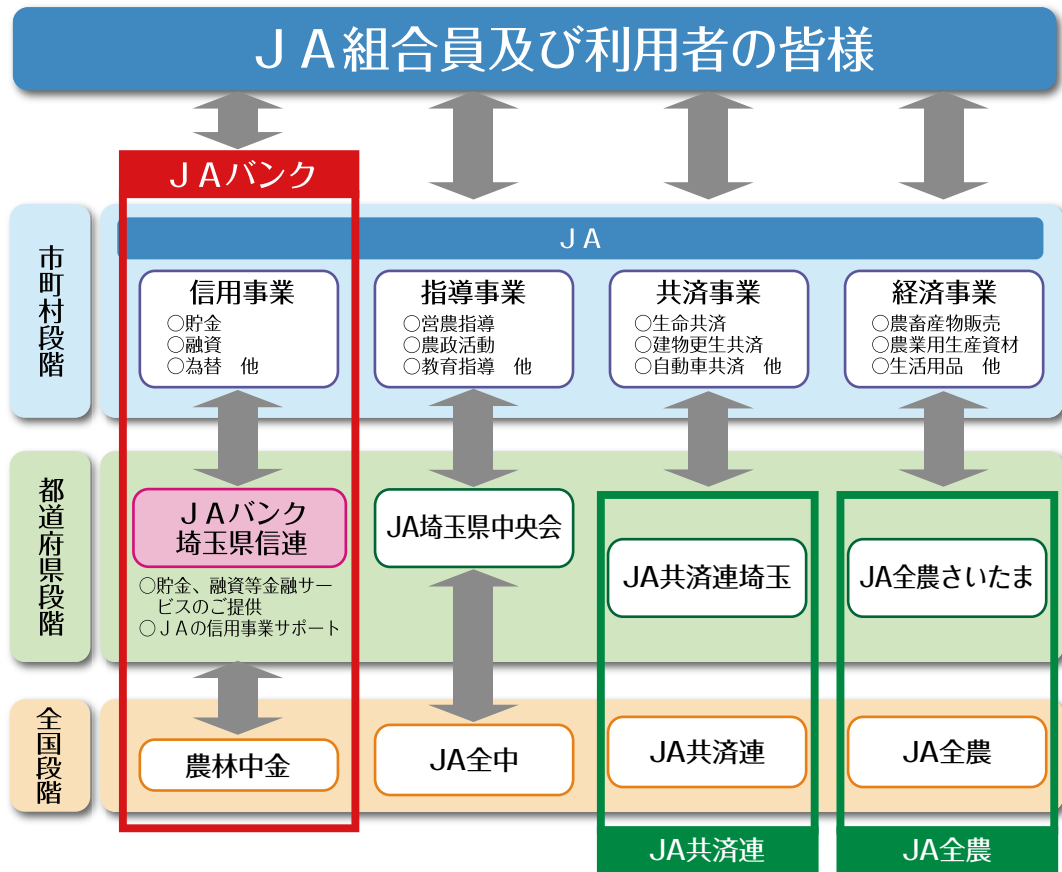 ＪＡ組合員及び利用者の皆様
ＪＡバンク
市町村段階
ＪＡ
信用事業
○貯金
○融資
○為替　他
指導事業
○営農指導
○農政活動
○教育指導　他
共済事業
○生命共済
○建物更生共済
○自動車共済　他
経済事業
○農畜産物販売
○農業用生産資材
○生活用品　他
都道府県段階
ＪＡバンク
埼玉県信連
○貯金、融資等金融サー
ビスのご提供
○ＪＡの信用事業サポート
JA埼玉県中央会
JA共済連埼玉
JA全農さいたま
全国段階
農林中金
JA全中
JA共済連
JA全農
JA共済連
JA全農